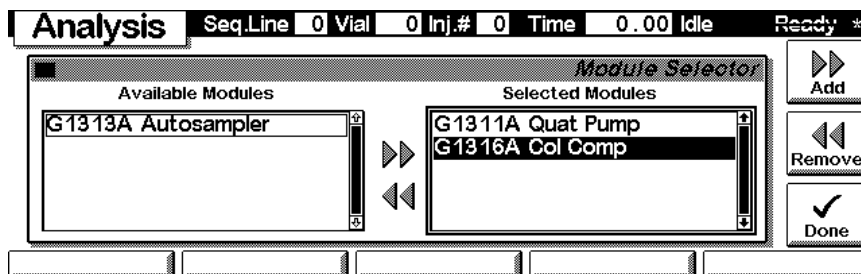 Analysis Seq.Line 0 Vial 0 Inj.# 0 Time 0.00 Idle Ready *
Module Selector
Available Modules Selected Modules
G1313A Autosampler
G1311A Quat Pump
G1316A Col Comp
Add
Remove
Done